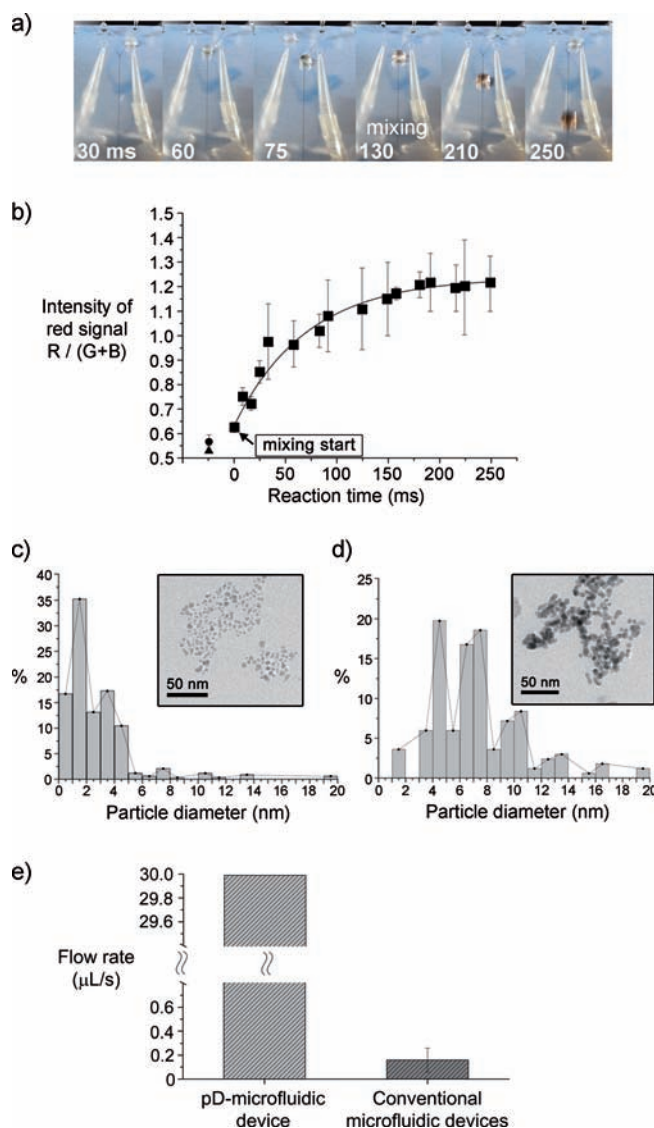 a)
mixing
30 ms 60 75 130 210 250
b)
1.5
1.4
1.3
1.2
1.1
1.0
0.9
0.8
0.7
0.6
0.5
Intensity of
red signal
R / (G+B)
mixing start
0 50 100 150 200 250
Reaction time (ms)
c)
40
35
30
25
20
15
10
5
0
%
50 nm
0 2 4 6 8 10 12 14 16 18 20
Particle diameter (nm)
d)
25
20
15
10
5
0
%
50 nm
0 2 4 6 8 10 12 14 16 18 20
Particle diameter (nm)
e)
30.0
29.8
29.6
Flow rate
(μL/s)
0.6
0.4
0.2
0
pD-microfluidic
device
Conventional
microfluidic devices